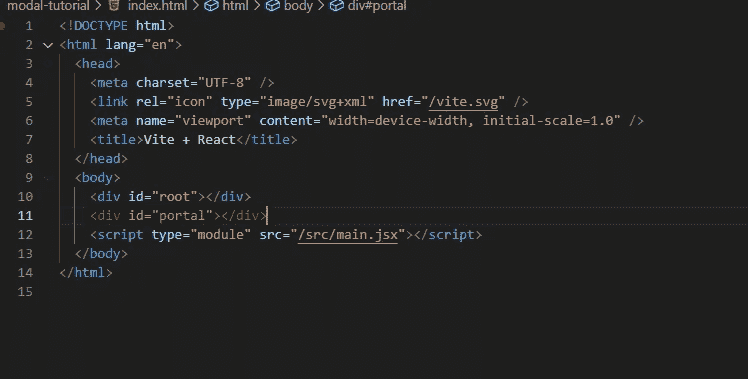 modal-tutorial > index.html > html > body > div#portal
1 <!DOCTYPE html>
2 <html lang="en">
3 <head>
4 <meta charset="UTF-8" />
5 <link rel="icon" type="image/svg+xml" href="/vite.svg" />
6 <meta name="viewport" content="width=device-width, initial-scale=1.0" />
7 <title>Vite + React</title>
8 </head>
9 <body>
10 <div id="root"></div>
11 <div id="portal"></div>
12 <script type="module" src="/src/main.jsx"></script>
13 </body>
14 </html>
15